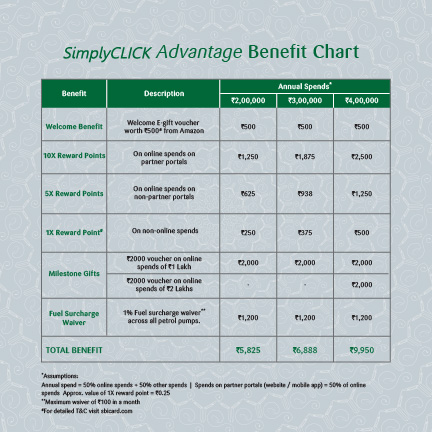 SimplyCLICK Advantage Benefit Chart
Benefit Description Annual Spends*
₹2,00,000 ₹3,00,000 ₹4,00,000
Welcome Benefit Welcome E-gift voucher
worth ₹500# from Amazon ₹500 ₹500 ₹500
10X Reward Points On online spends on
partner portals ₹1,250 ₹1,875 ₹2,500
5X Reward Points On online spends on
non-partner portals ₹625 ₹938 ₹1,250
1X Reward Point# On non-online spends ₹250 ₹375 ₹500
Milestone Gifts
₹2000 voucher on online
spends of ₹1 Lakh ₹2,000 ₹2,000 ₹2,000
₹2000 voucher on online
spends of ₹2 Lakhs - - ₹2,000
Fuel Surcharge
Waiver
1% Fuel surcharge waiver**
across all petrol pumps. ₹1,200 ₹1,200 ₹1,200
TOTAL BENEFIT ₹5,825 ₹6,888 ₹9,950
*Assumptions:
Annual spend = 50% online spends + 50% other spends | Spends on partner portals (website / mobile app) = 50% of online
spends Approx. value of 1X reward point = ₹0.25
**Maximum waiver of ₹100 in a month
#For detailed T&C visit sbicard.com